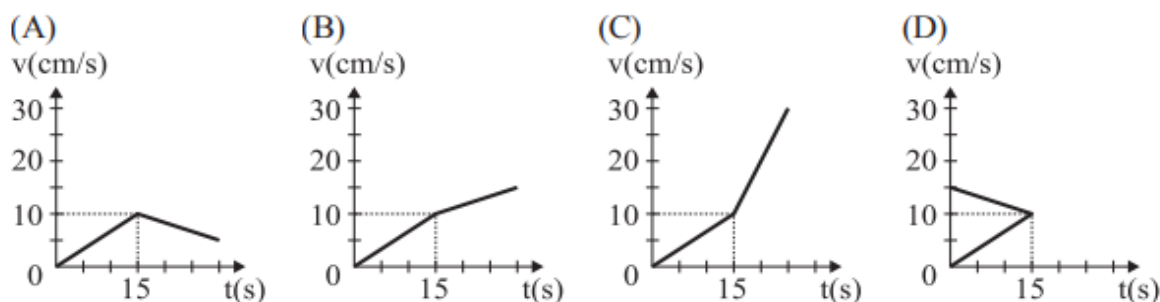 (A) (B) (C) (D)
v(cm/s) v(cm/s) v(cm/s) v(cm/s)
30 30 30 30
20 20 20 20
10 10 10 10
0 15 t(s) 0 15 t(s) 0 15 t(s) 0 15 t(s)